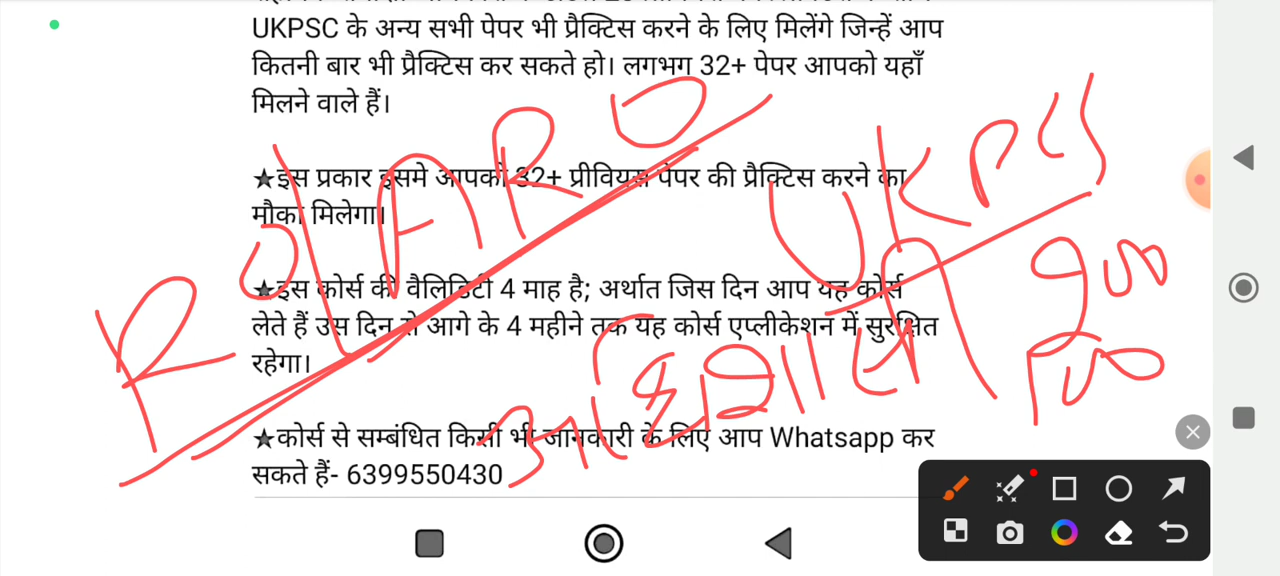 UKPSC के अन्य सभी पेपर भी प्रैक्टिस करने के लिए मिलेंगे जिन्हें आप
कितनी बार भी प्रैक्टिस कर सकते हो। लगभग 32+ पेपर आपको यहाँ
मिलने वाले हैं।
★इस प्रकार इसमे आपको 32+ प्रीवियस पेपर की प्रैक्टिस करने का
मौका मिलेगा।
★इस कोर्स की वैलिडिटी 4 माह है; अर्थात जिस दिन आप यह कोर्स
लेते हैं उस दिन से आगे के 4 महीने तक यह कोर्स एप्लीकेशन में सुरक्षित
रहेगा।
★कोर्स से सम्बंधित किसी भी जानकारी के लिए आप Whatsapp कर
सकते हैं- 6399550430
RO/ARO
UKPCS
900